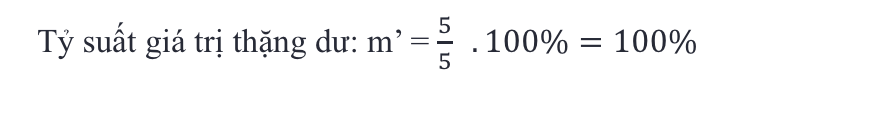 Tỷ suất giá trị thặng dư: m’ = 5/5 . 100% = 100%